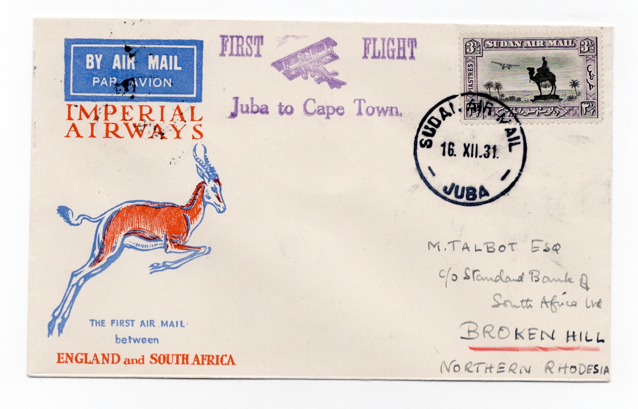 BY AIR MAIL
PAR AVION
IMPERIAL
AIRWAYS
FIRST FLIGHT
Juba to Cape Town.
3 SUDAN AIR MAIL 3
PIASTRES
SUDAN AIR MAIL
16. XII. 31.
JUBA
M. TALBOT ESQ
c/o Standard Bank of
South Africa Ltd
BROKEN HILL
NORTHERN RHODESIA
THE FIRST AIR MAIL
between
ENGLAND and SOUTH AFRICA